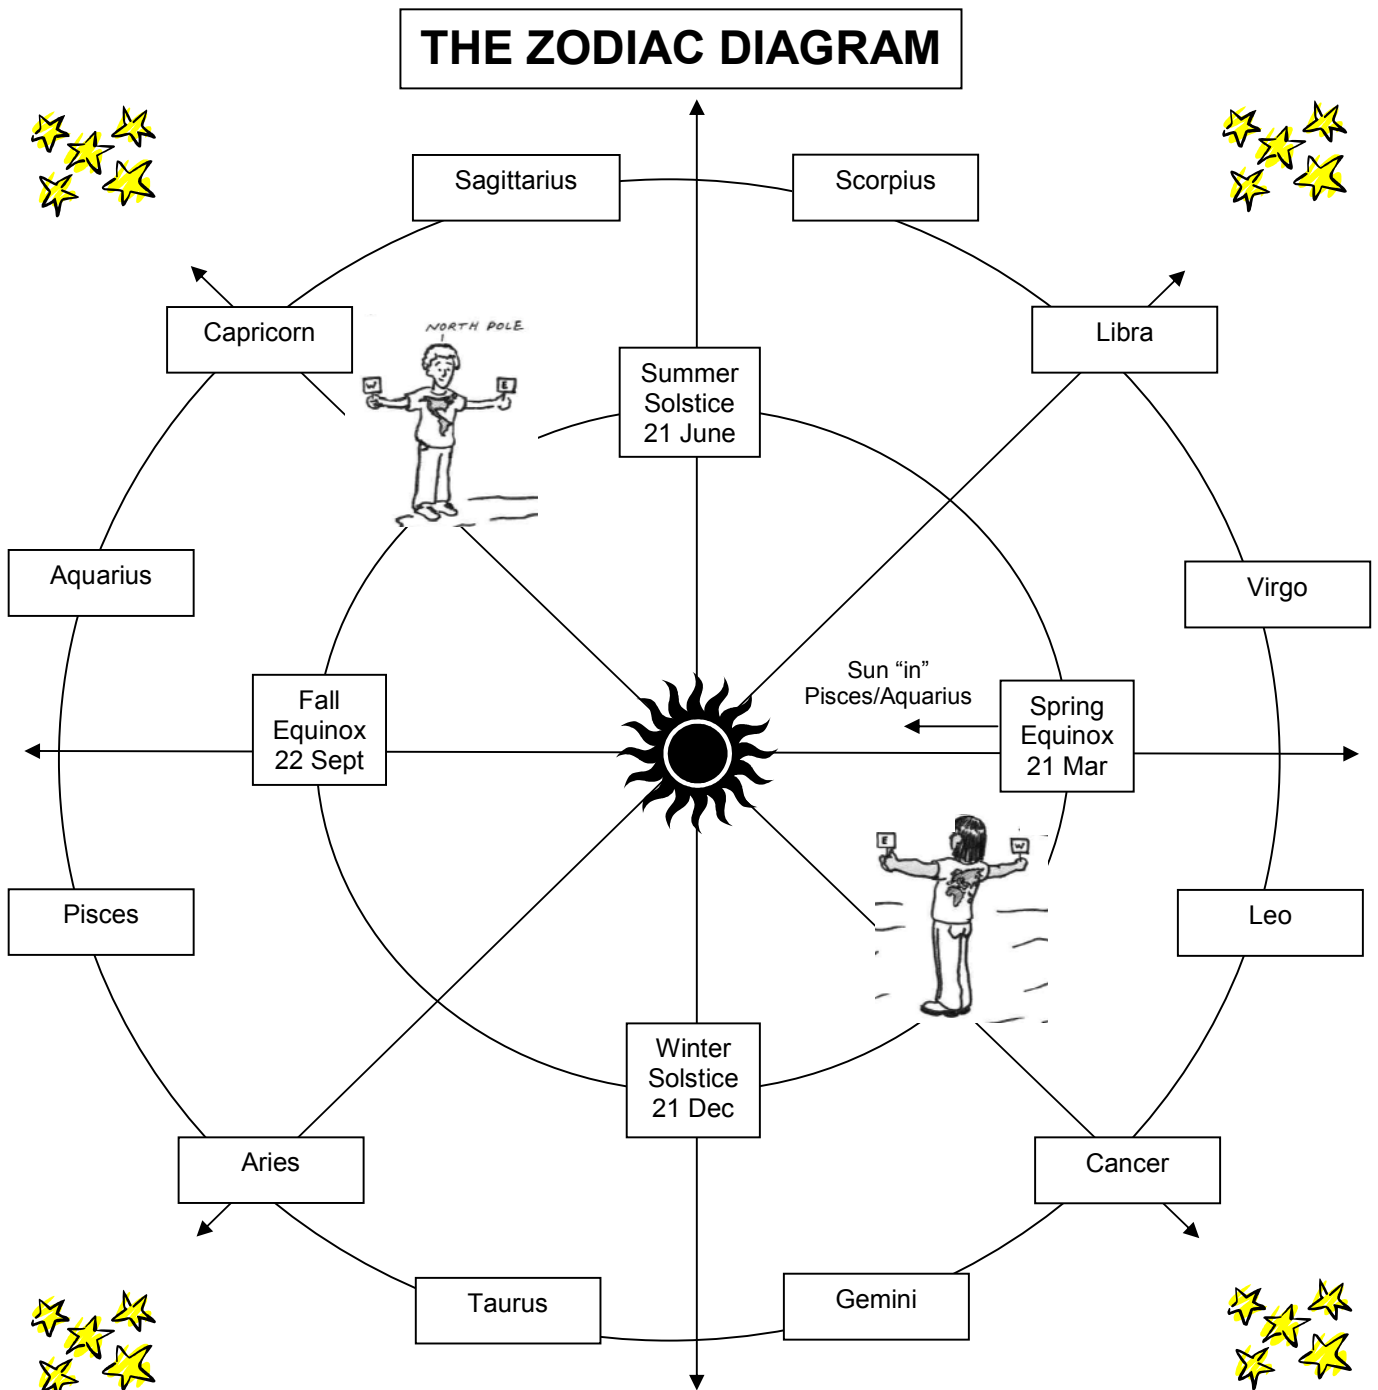 THE ZODIAC DIAGRAM
Sagittarius
Scorpius
Capricorn
NORTH POLE
W
E
Libra
Summer
Solstice
21 June
Aquarius
Virgo
Fall
Equinox
22 Sept
Sun “in”
Pisces/Aquarius
Spring
Equinox
21 Mar
E
W
Pisces
Leo
Winter
Solstice
21 Dec
Aries
Cancer
Taurus
Gemini